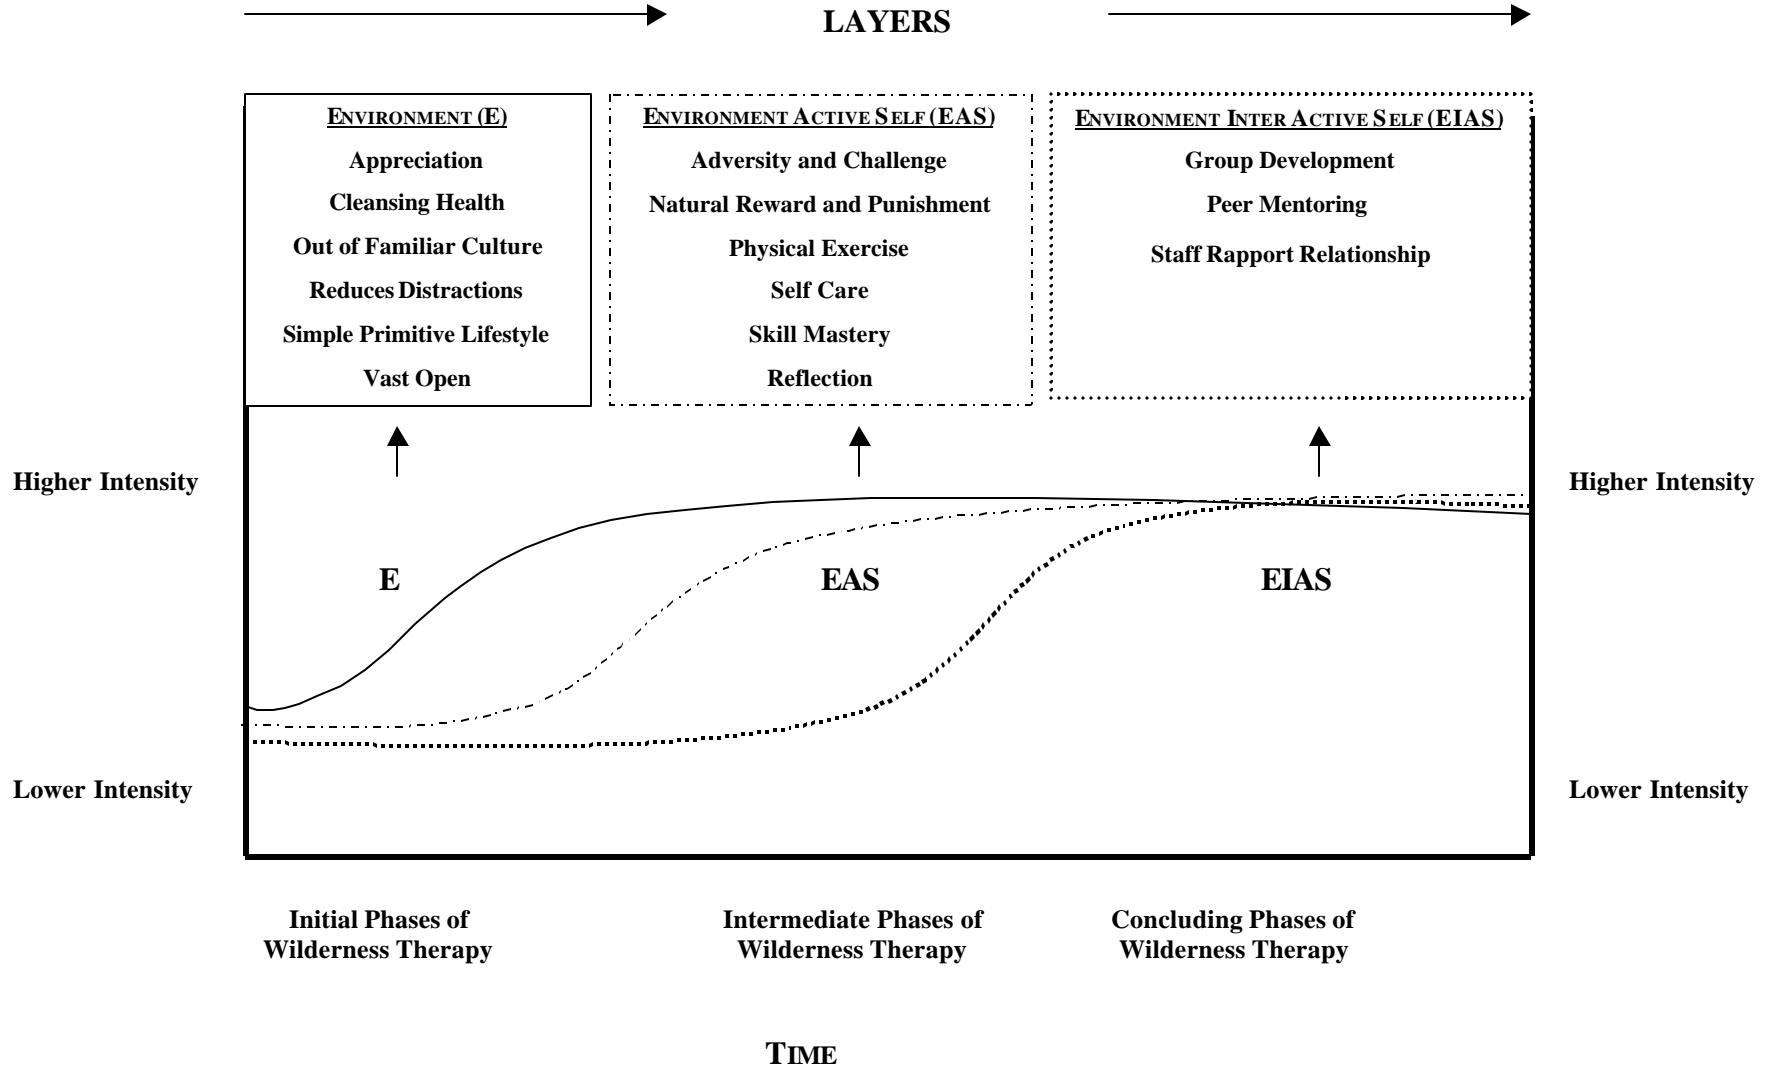 LAYERS
ENVIRONMENT (E)
Appreciation
Cleansing Health
Out of Familiar Culture
Reduces Distractions
Simple Primitive Lifestyle
Vast Open
ENVIRONMENT ACTIVE SELF (EAS)
Adversity and Challenge
Natural Reward and Punishment
Physical Exercise
Self Care
Skill Mastery
Reflection
ENVIRONMENT INTER ACTIVE SELF (EIAS)
Group Development
Peer Mentoring
Staff Rapport Relationship
Higher Intensity
Higher Intensity
E
EAS
EIAS
Lower Intensity
Lower Intensity
Initial Phases of
Wilderness Therapy
Intermediate Phases of
Wilderness Therapy
Concluding Phases of
Wilderness Therapy
TIME